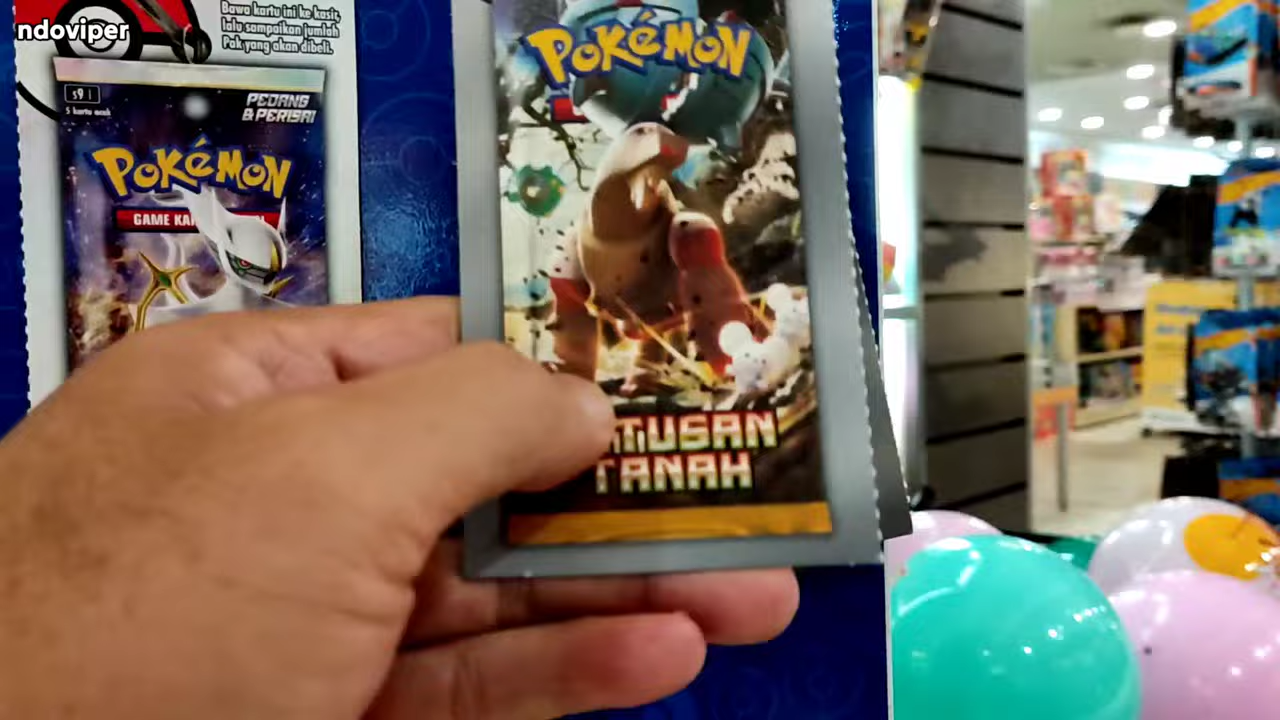 ndoviper
Bawa kartu ini ke kasir,
lalu sampaikan jumlah
Pak yang akan dibeli.
s9 I
5 kartu acak
PEDANG
& PERISAI
POKéMON
GAME KA
POKéMON
TUSAN
TANAH